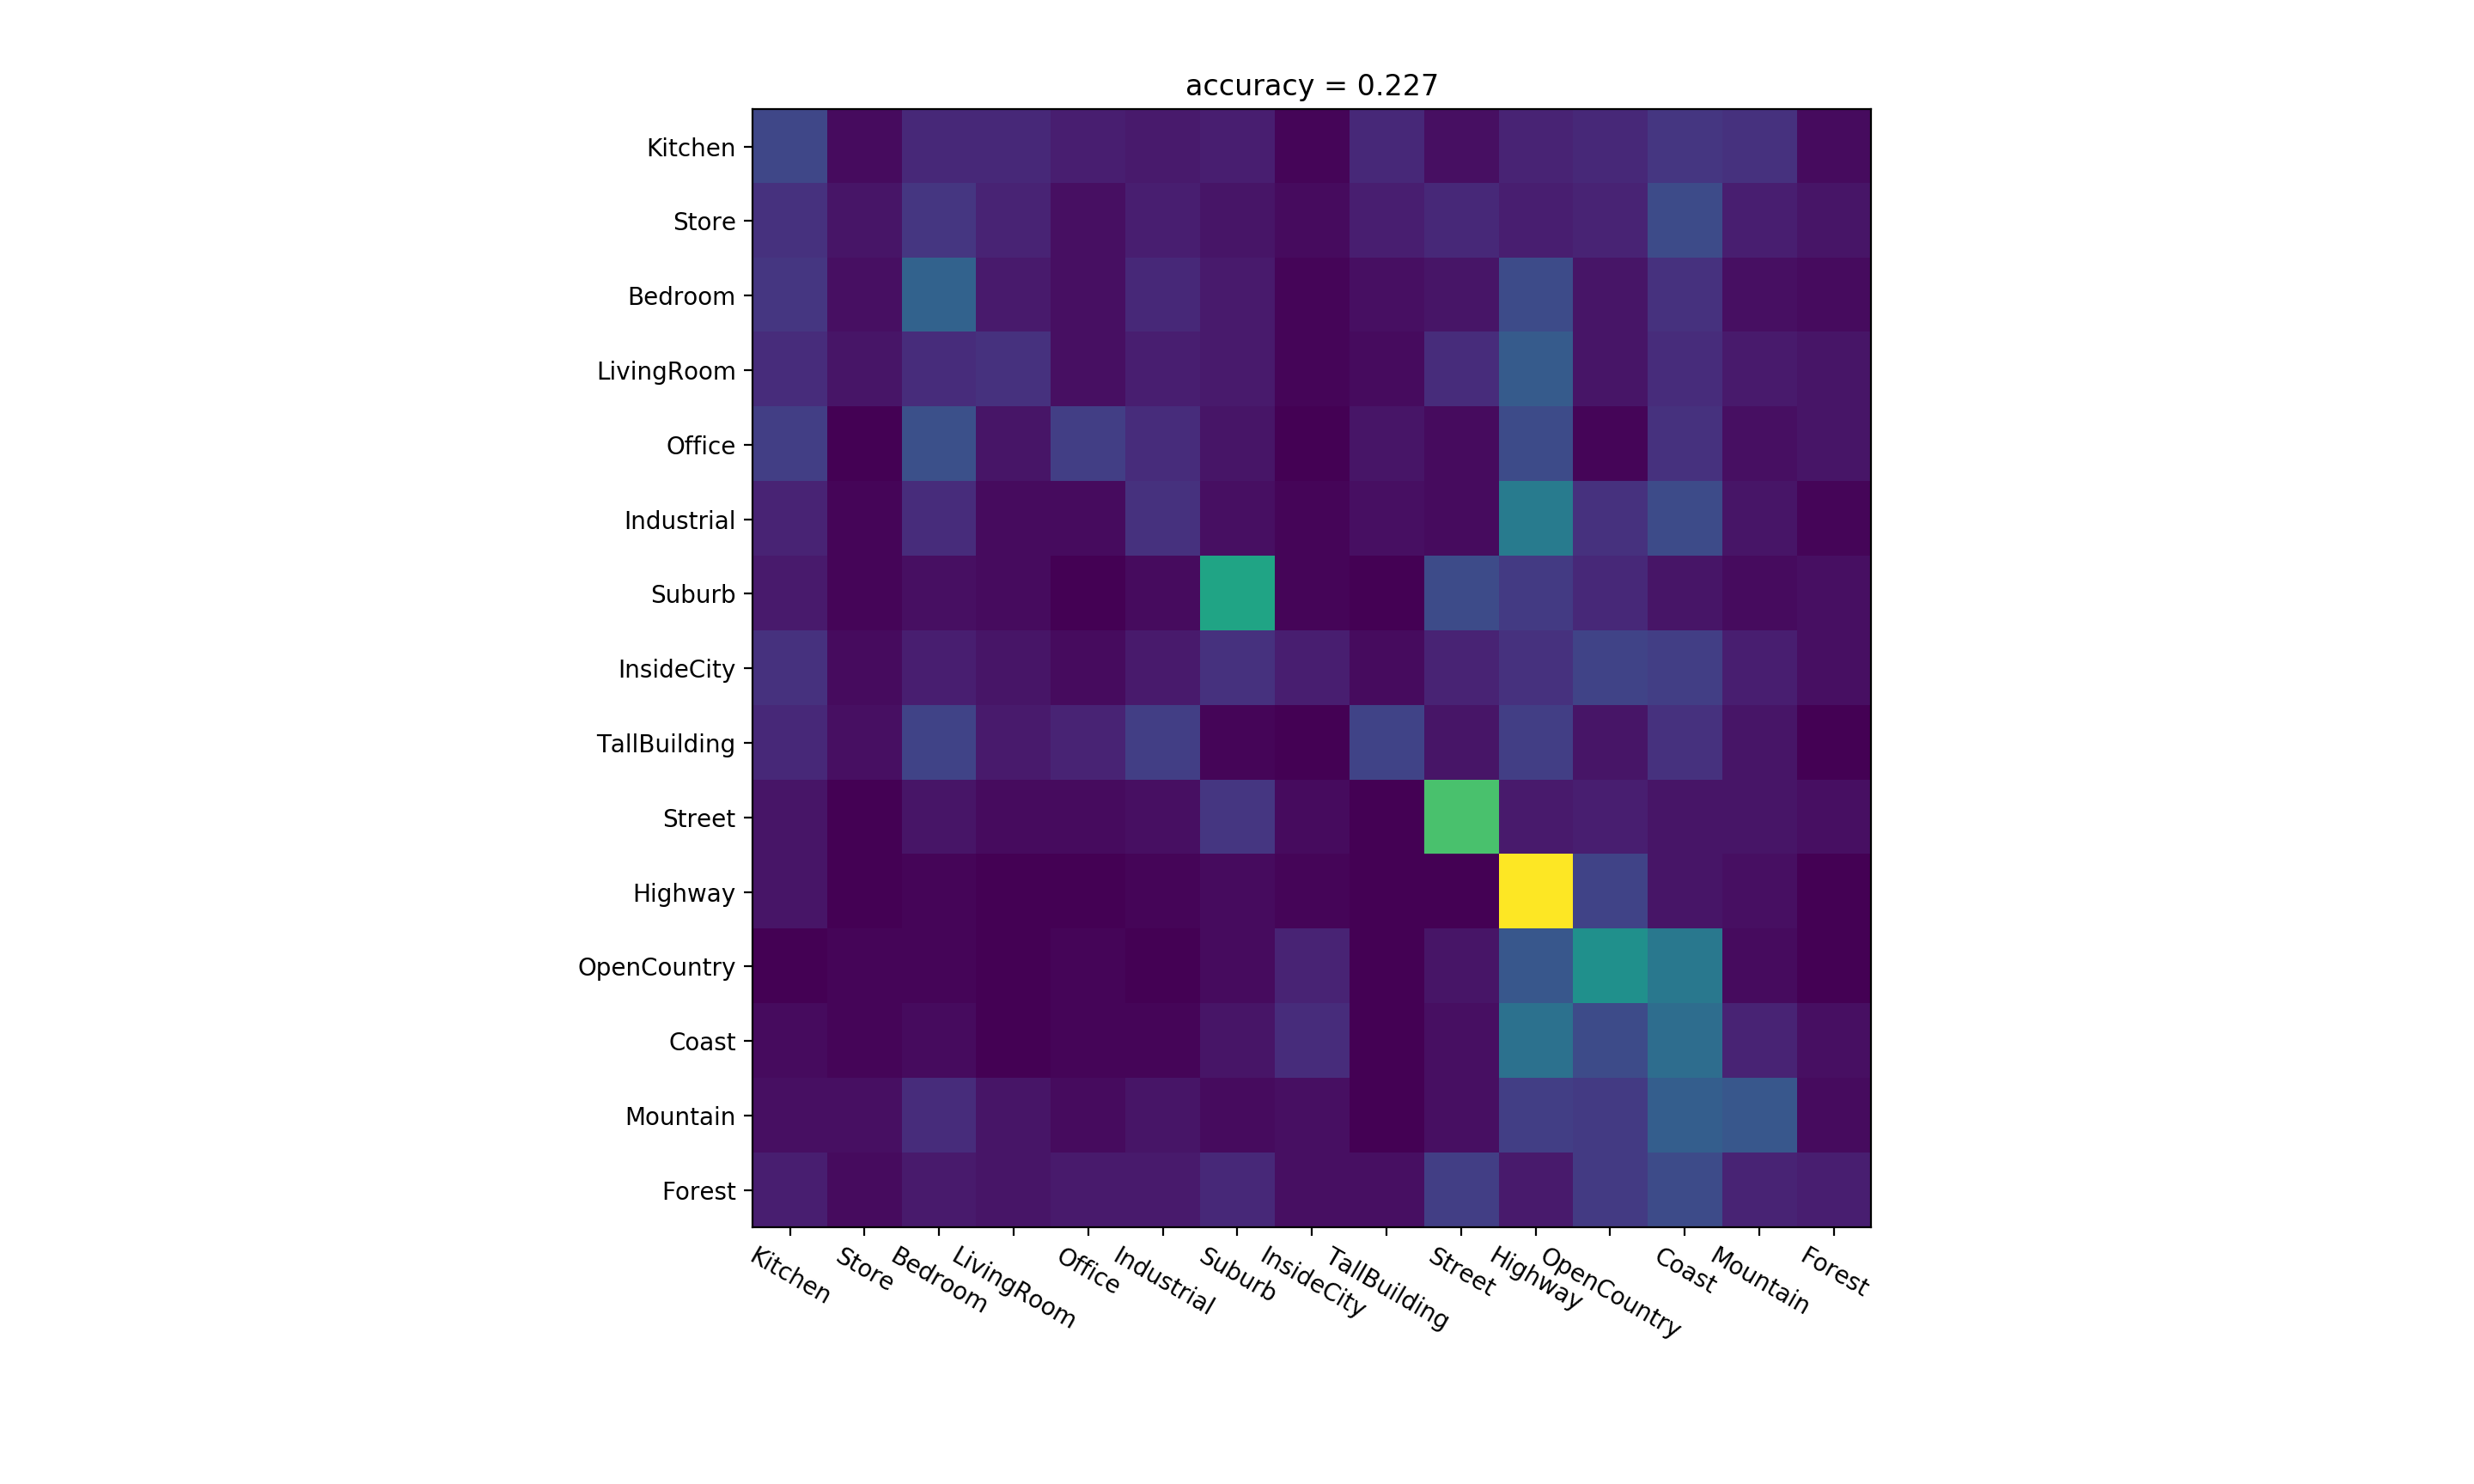 accuracy = 0.227
Kitchen
Store
Bedroom
LivingRoom
Office
Industrial
Suburb
InsideCity
TallBuilding
Street
Highway
OpenCountry
Coast
Mountain
Forest
Kitchen
Store
Bedroom
LivingRoom
Office
Industrial
Suburb
InsideCity
TallBuilding
Street
Highway
OpenCountry
Coast
Mountain
Forest